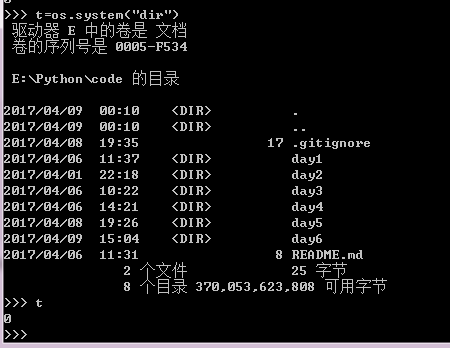 0
>>> t=os.system("dir")
 驱动器 E 中的卷是 文档
 卷的序列号是 0005-F534

 E:\Python\code 的目录

2017/04/09  00:10    <DIR>          .
2017/04/09  00:10    <DIR>          ..
2017/04/08  19:35                17 .gitignore
2017/04/06  11:37    <DIR>          day1
2017/04/01  22:18    <DIR>          day2
2017/04/06  10:22    <DIR>          day3
2017/04/06  14:21    <DIR>          day4
2017/04/08  19:26    <DIR>          day5
2017/04/09  15:04    <DIR>          day6
2017/04/06  11:31                 8 README.md
               2 个文件             25 字节
               8 个目录 370,053,623,808 可用字节
>>> t
0
>>>